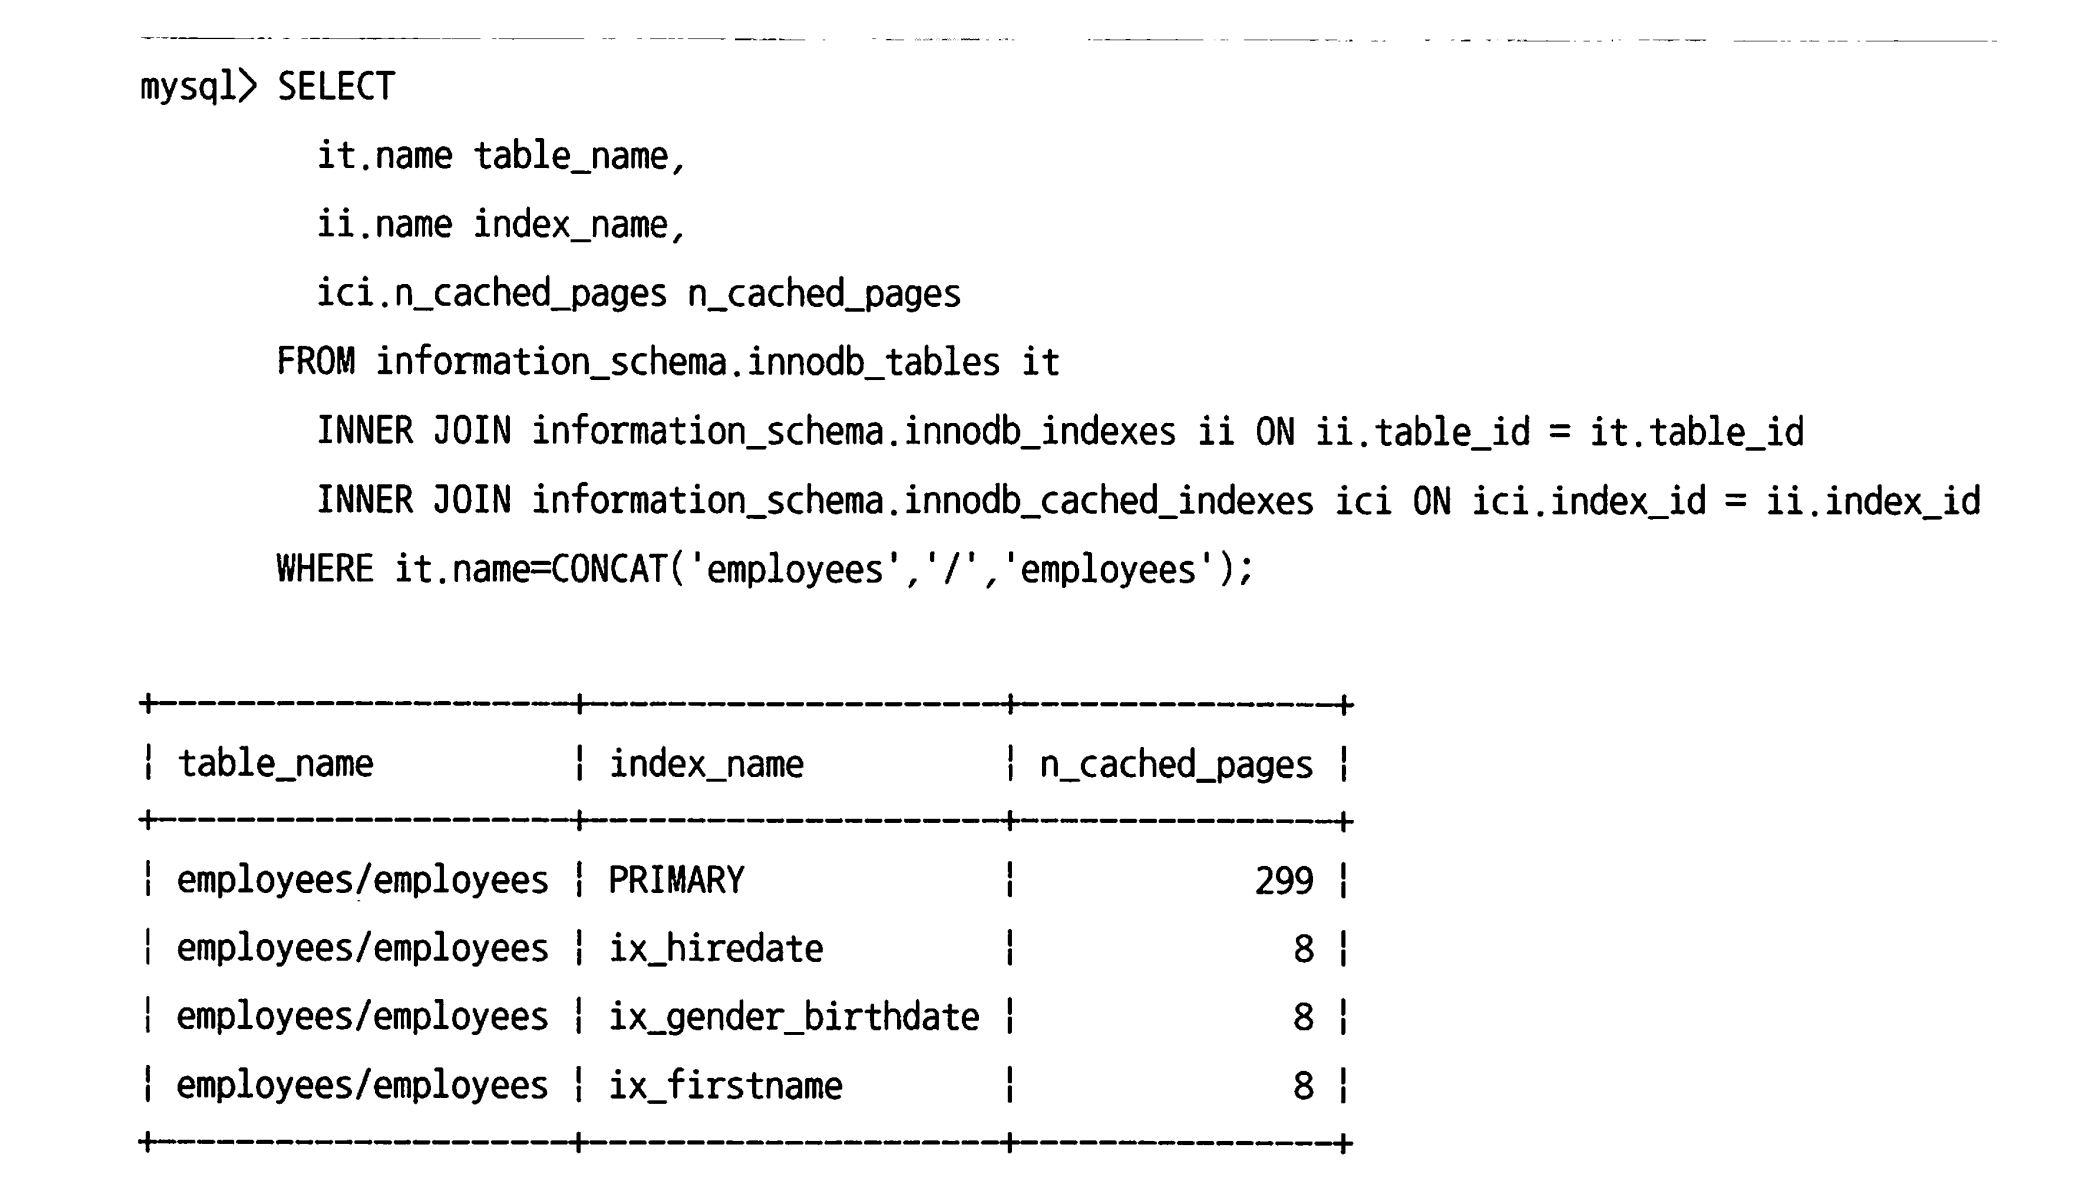 mysql> SELECT
         it.name table_name,
         ii.name index_name,
         ici.n_cached_pages n_cached_pages
       FROM information_schema.innodb_tables it
         INNER JOIN information_schema.innodb_indexes ii ON ii.table_id = it.table_id
         INNER JOIN information_schema.innodb_cached_indexes ici ON ici.index_id = ii.index_id
       WHERE it.name=CONCAT('employees','/','employees');

+---------------------+---------------------+----------------+
| table_name          | index_name          | n_cached_pages |
+---------------------+---------------------+----------------+
| employees/employees | PRIMARY             |            299 |
| employees/employees | ix_hiredate         |              8 |
| employees/employees | ix_gender_birthdate |              8 |
| employees/employees | ix_firstname        |              8 |
+---------------------+---------------------+----------------+